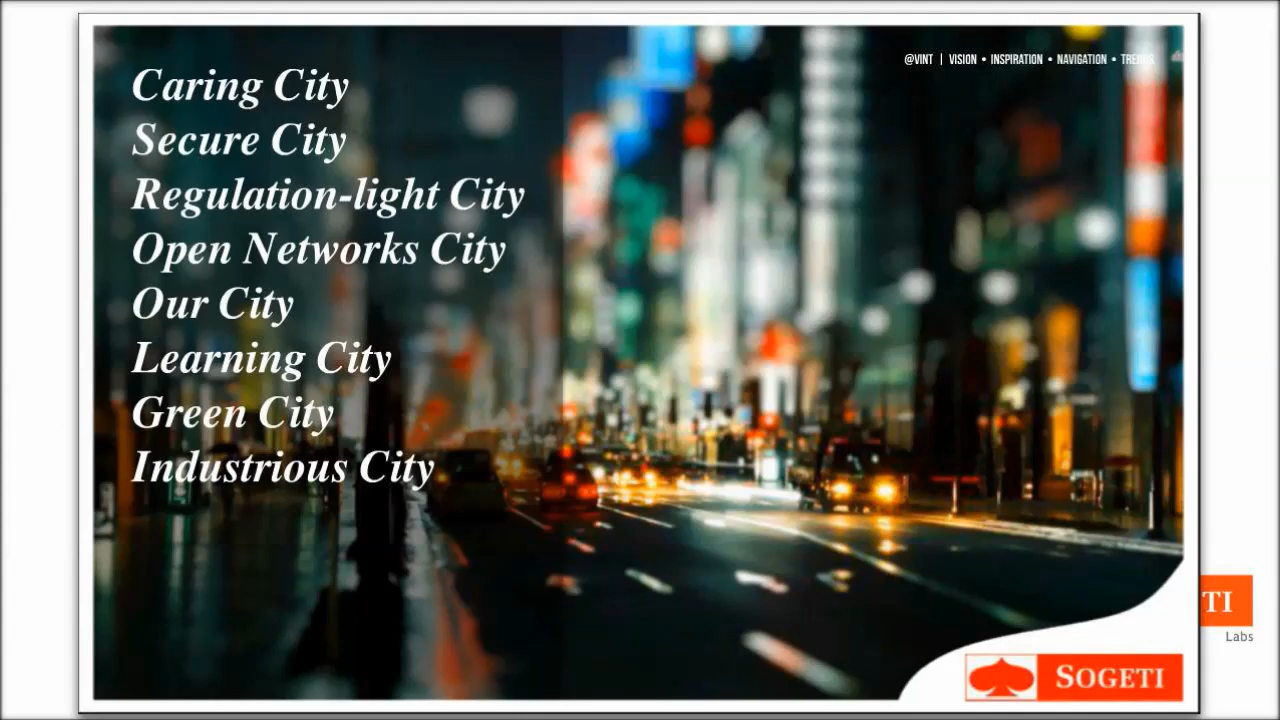 @VINT | VISION • INSPIRATION • NAVIGATION • TRENDS
Caring City
Secure City
Regulation-light City
Open Networks City
Our City
Learning City
Green City
Industrious City
TI
Labs
SOGETI